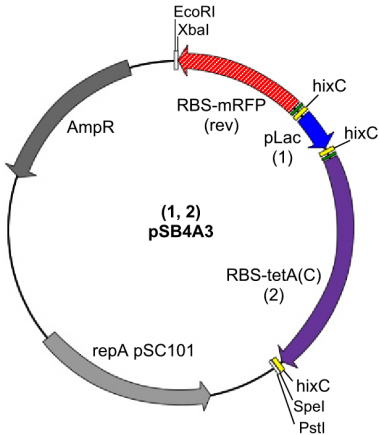 EcoRI
XbaI
RBS-mRFP
(rev)
hixC
pLac
(1)
hixC
AmpR
(1, 2)
pSB4A3
RBS-tetA(C)
(2)
repA pSC101
hixC
SpeI
PstI